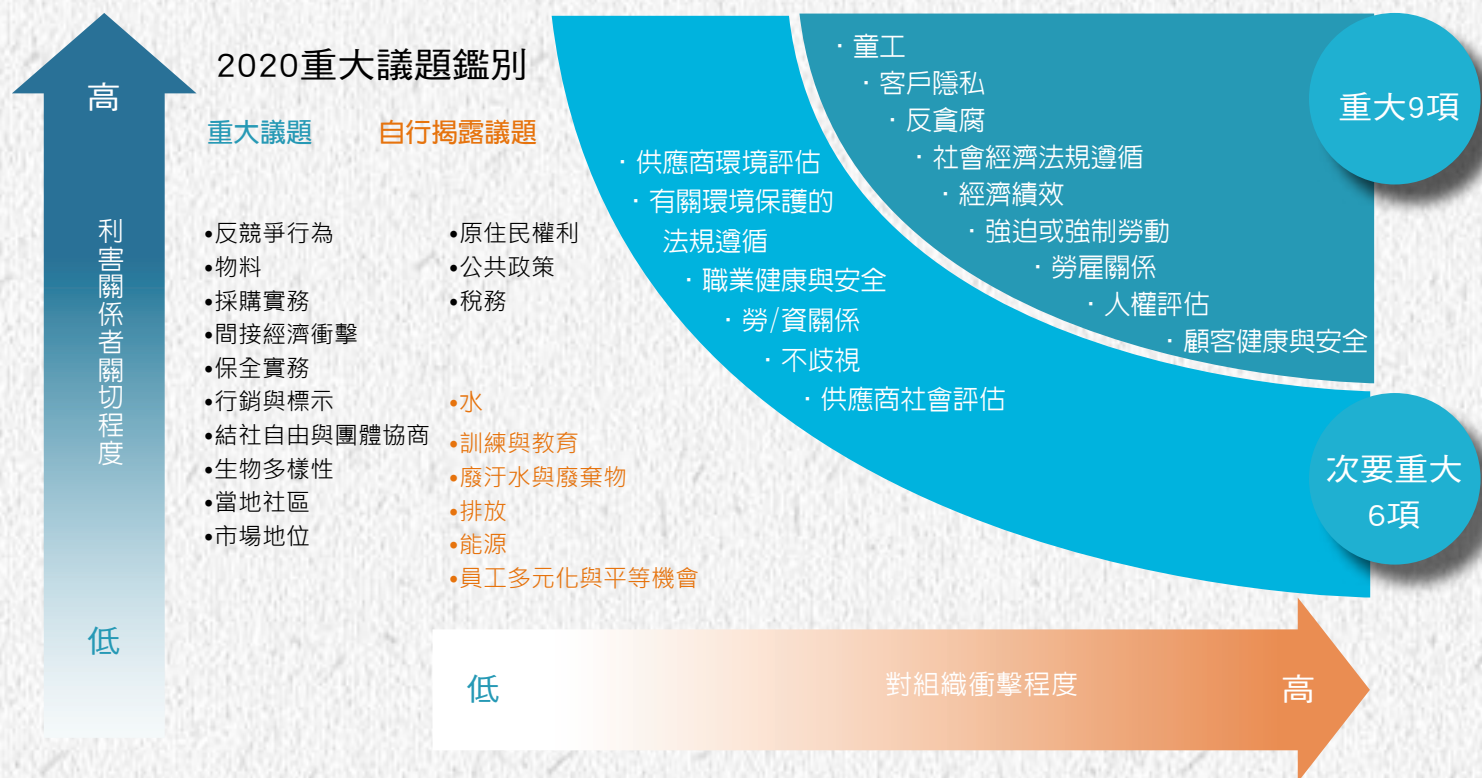 2020重大議題鑑別
重大議題
自行揭露議題
高
利害關係者關切程度
低
•反競爭行為
•物料
•採購實務
•間接經濟衝擊
•保全實務
•行銷與標示
•結社自由與團體協商
•生物多樣性
•當地社區
•市場地位
•原住民權利
•公共政策
•稅務
•水
•訓練與教育
•廢汙水與廢棄物
•排放
•能源
•員工多元化與平等機會
·供應商環境評估
·有關環境保護的
法規遵循
·職業健康與安全
·勞/資關係
·不歧視
·供應商社會評估
·童工
·客戶隱私
·反貪腐
·社會經濟法規遵循
·經濟績效
·強迫或強制勞動
·勞雇關係
·人權評估
·顧客健康與安全
重大9項
次要重大
6項
低
對組織衝擊程度
高